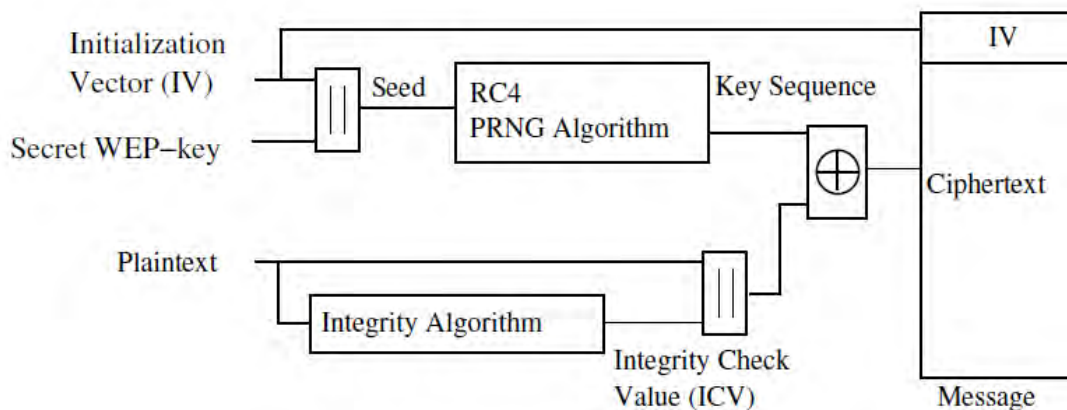 Initialization
Vector (IV)
Secret WEP-key
||
Seed
RC4
PRNG Algorithm
Key Sequence
IV
Ciphertext
Plaintext
Integrity Algorithm
||
Integrity Check
Value (ICV)
Message